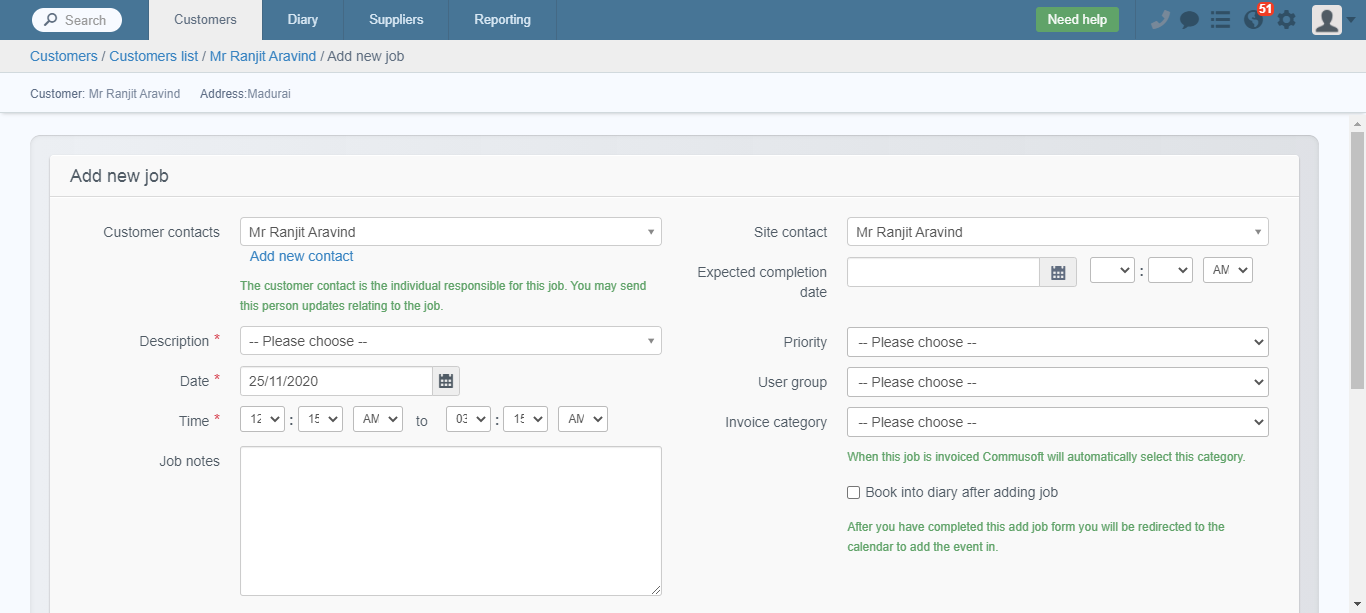 Search
Customers
Diary
Suppliers
Reporting
Need help
51
Customers / Customers list / Mr Ranjit Aravind / Add new job
Customer: Mr Ranjit Aravind Address:Madurai
Add new job
Customer contacts
Mr Ranjit Aravind
Add new contact
The customer contact is the individual responsible for this job. You may send
this person updates relating to the job.
Description *
-- Please choose --
Date *
25/11/2020
Time *
12 : 15 AM to 03 : 15 AM
Job notes
Site contact
Mr Ranjit Aravind
Expected completion
date
: AM
Priority
-- Please choose --
User group
-- Please choose --
Invoice category
-- Please choose --
When this job is invoiced Commusoft will automatically select this category.
Book into diary after adding job
After you have completed this add job form you will be redirected to the
calendar to add the event in.